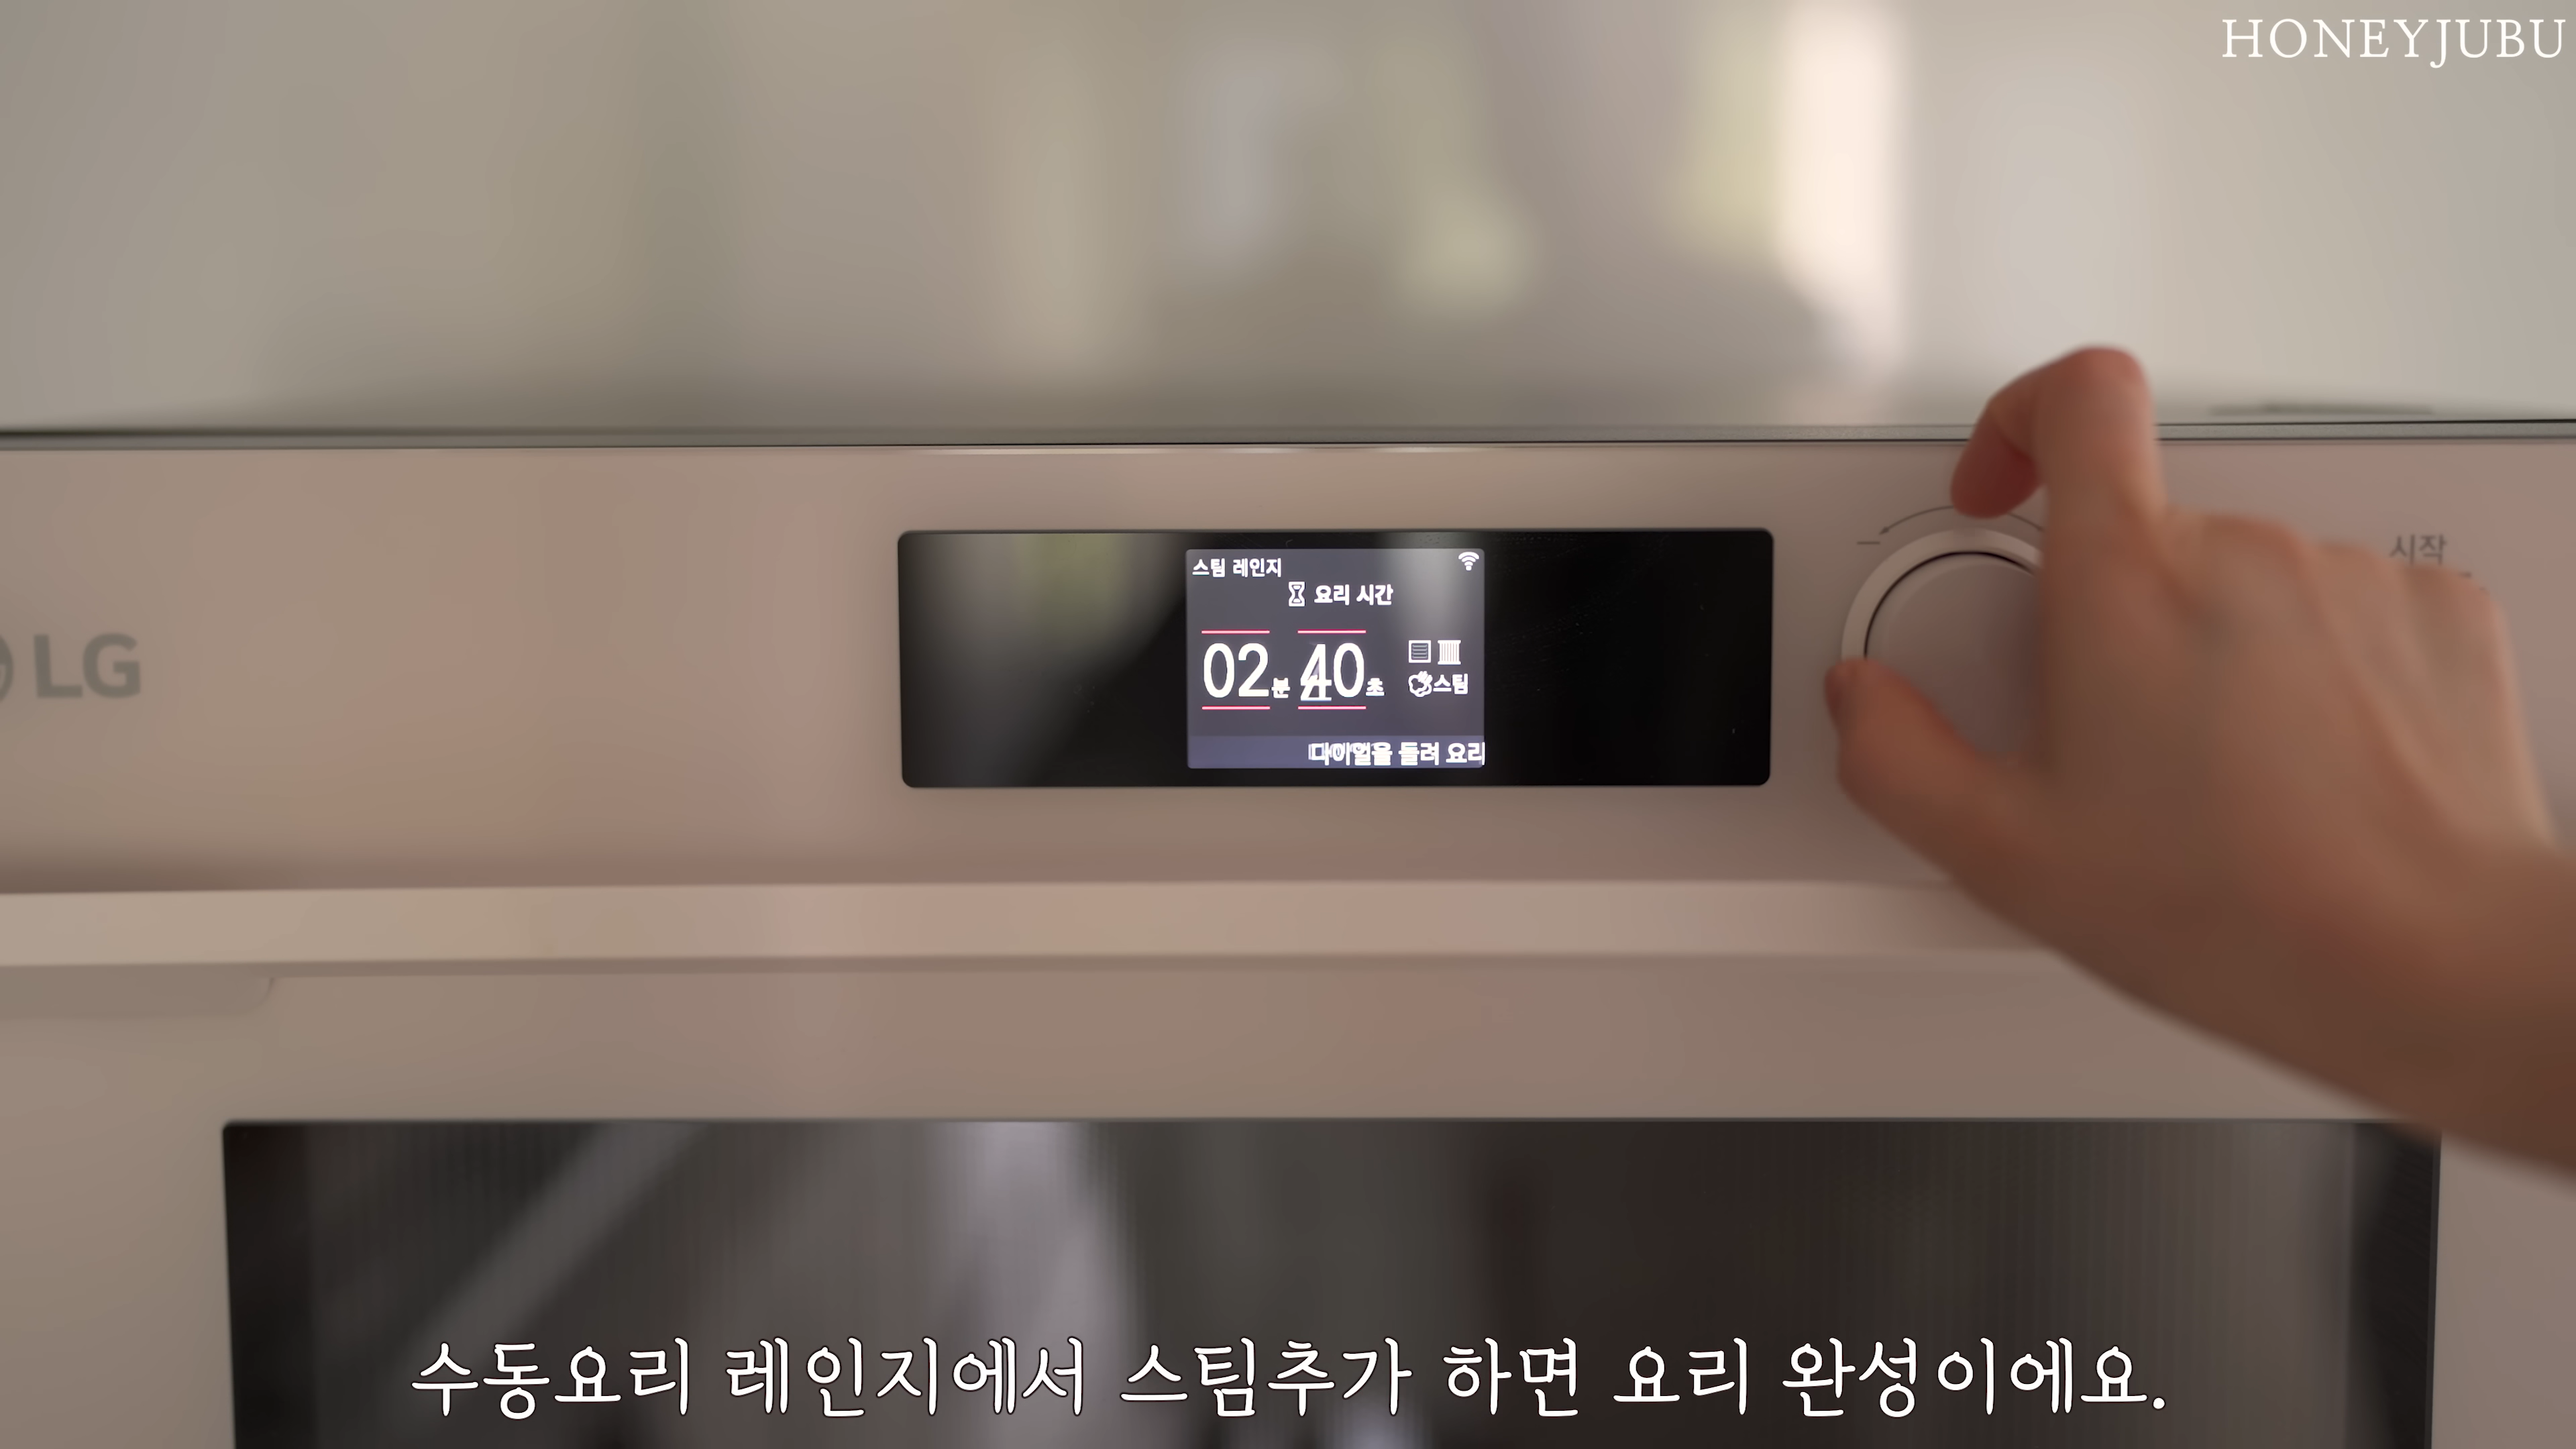 HONEYJUBU
스팀 레인지
요리 시간
시작
LG
02분 40초
스팀
다이얼을 돌려 요리
수동요리 레인지에서 스팀추가 하면 요리 완성이에요.